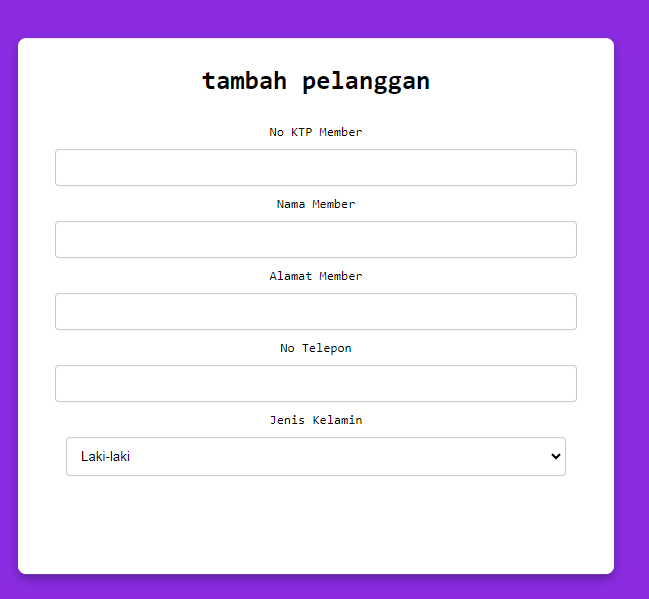 tambah pelanggan
No KTP Member
Nama Member
Alamat Member
No Telepon
Jenis Kelamin
Laki-laki